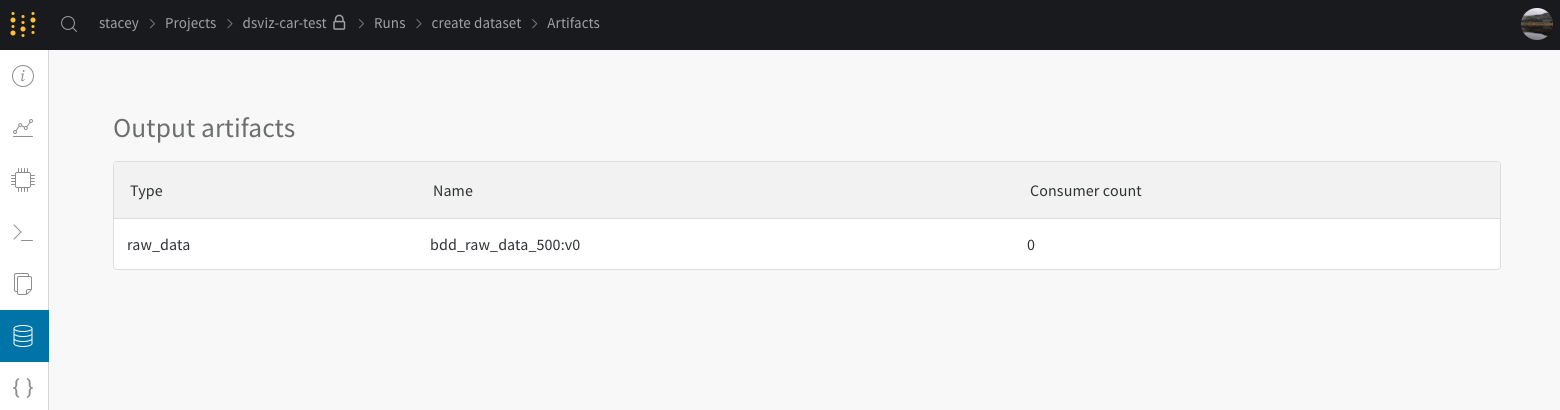 stacey > Projects > dsviz-car-test > Runs > create dataset > Artifacts
Output artifacts
Type Name Consumer count
raw_data bdd_raw_data_500:v0 0